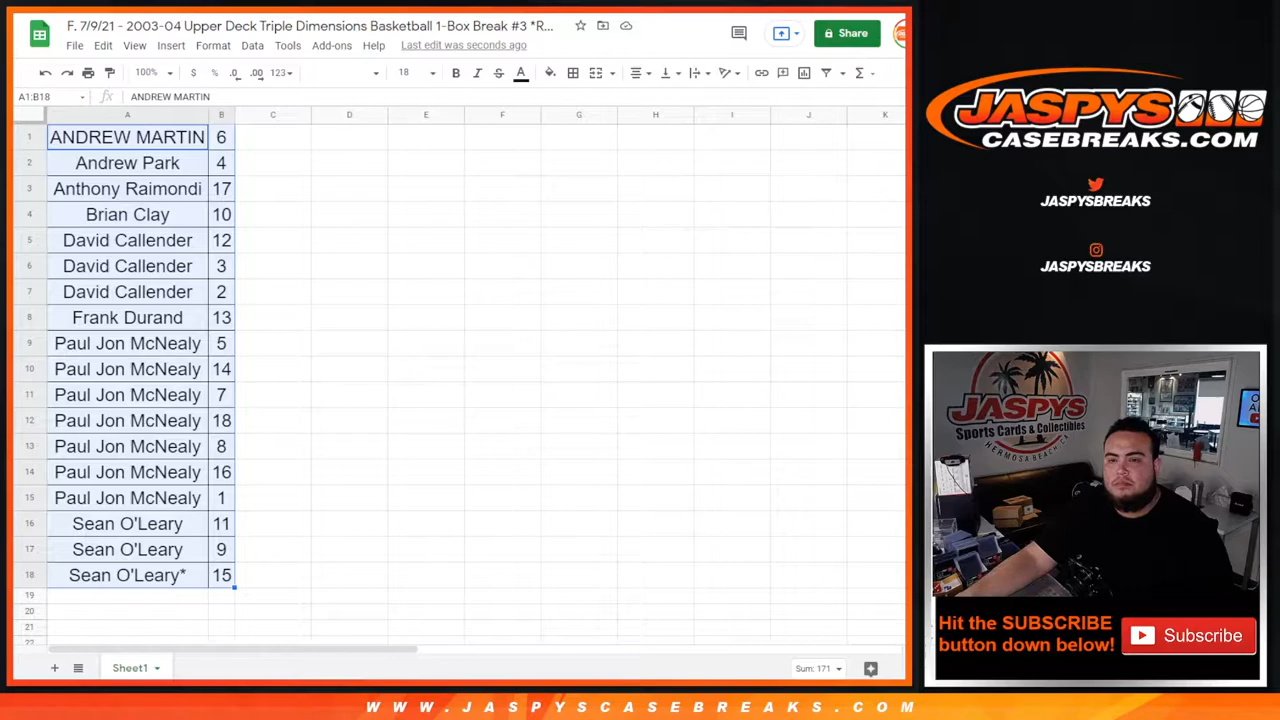 F. 7/9/21 - 2003-04 Upper Deck Triple Dimensions Basketball 1-Box Break #3 *R...
File Edit View Insert Format Data Tools Add-ons Help Last edit was seconds ago
Share
100% $ % .0 .00 123 18 B I S A
A1:B18 fx ANDREW MARTIN
A B C D E F G H I J K
1 ANDREW MARTIN 6
2 Andrew Park 4
3 Anthony Raimondi 17
4 Brian Clay 10
5 David Callender 12
6 David Callender 3
7 David Callender 2
8 Frank Durand 13
9 Paul Jon McNealy 5
10 Paul Jon McNealy 14
11 Paul Jon McNealy 7
12 Paul Jon McNealy 18
13 Paul Jon McNealy 8
14 Paul Jon McNealy 16
15 Paul Jon McNealy 1
16 Sean O'Leary 11
17 Sean O'Leary 9
18 Sean O'Leary* 15
19
20
21
22
Sheet1
Sum: 171
JASPYS
CASEBREAKS.COM
JASPYSBREAKS
JASPYSBREAKS
JASPYS
Sports Cards & Collectibles
HERMOSA BEACH, CA
Hit the SUBSCRIBE
button down below!
Subscribe
WWW.JASPYSCASEBREAKS.COM